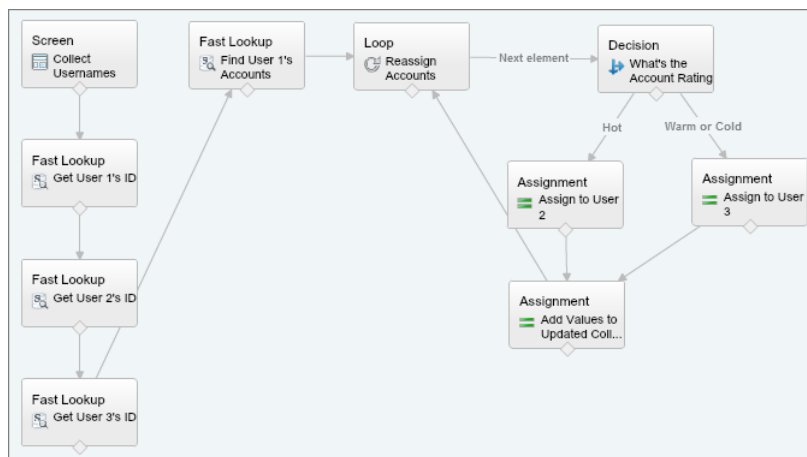 Screen
Collect
Usernames
Fast Lookup
Get User 1's ID
Fast Lookup
Get User 2's ID
Fast Lookup
Get User 3's ID
Fast Lookup
Find User 1's
Accounts
Loop
Reassign
Accounts
Next element
Decision
What's the
Account Rating
Hot
Warm or Cold
Assignment
Assign to User
2
Assignment
Assign to User
3
Assignment
Add Values to
Updated Coll...